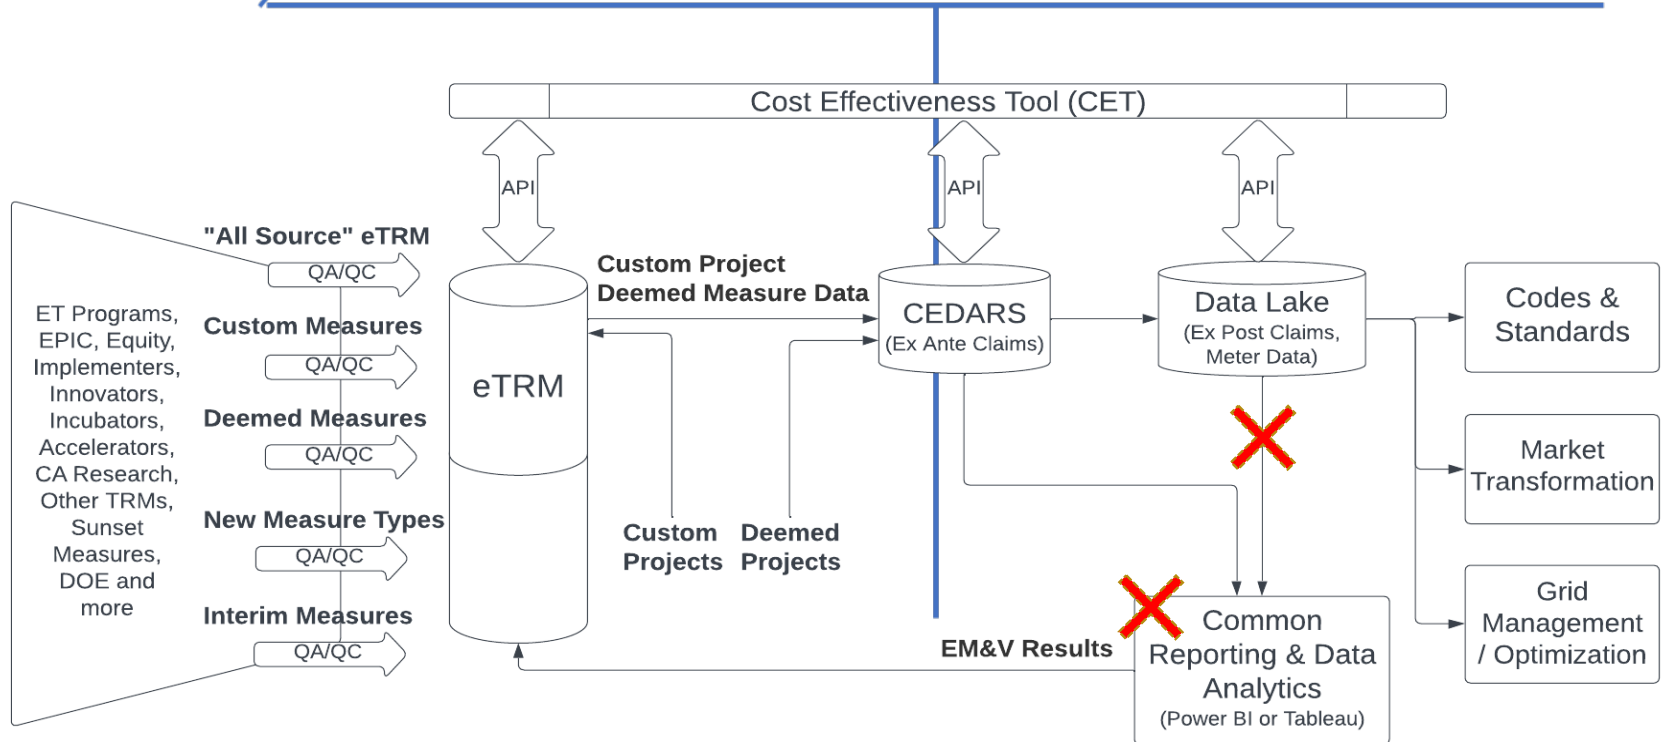 Cost Effectiveness Tool (CET)
API
API
API
"All Source" eTRM
QA/QC
Custom Measures
QA/QC
Deemed Measures
QA/QC
New Measure Types
QA/QC
Interim Measures
QA/QC
ET Programs,
EPIC, Equity,
Implementers,
Innovators,
Incubators,
Accelerators,
CA Research,
Other TRMs,
Sunset
Measures,
DOE and
more
eTRM
Custom Project
Deemed Measure Data
Custom
Projects
Deemed
Projects
CEDARS
(Ex Ante Claims)
Data Lake
(Ex Post Claims,
Meter Data)
Codes &
Standards
Market
Transformation
Grid
Management
/ Optimization
EM&V Results
Common
Reporting & Data
Analytics
(Power BI or Tableau)